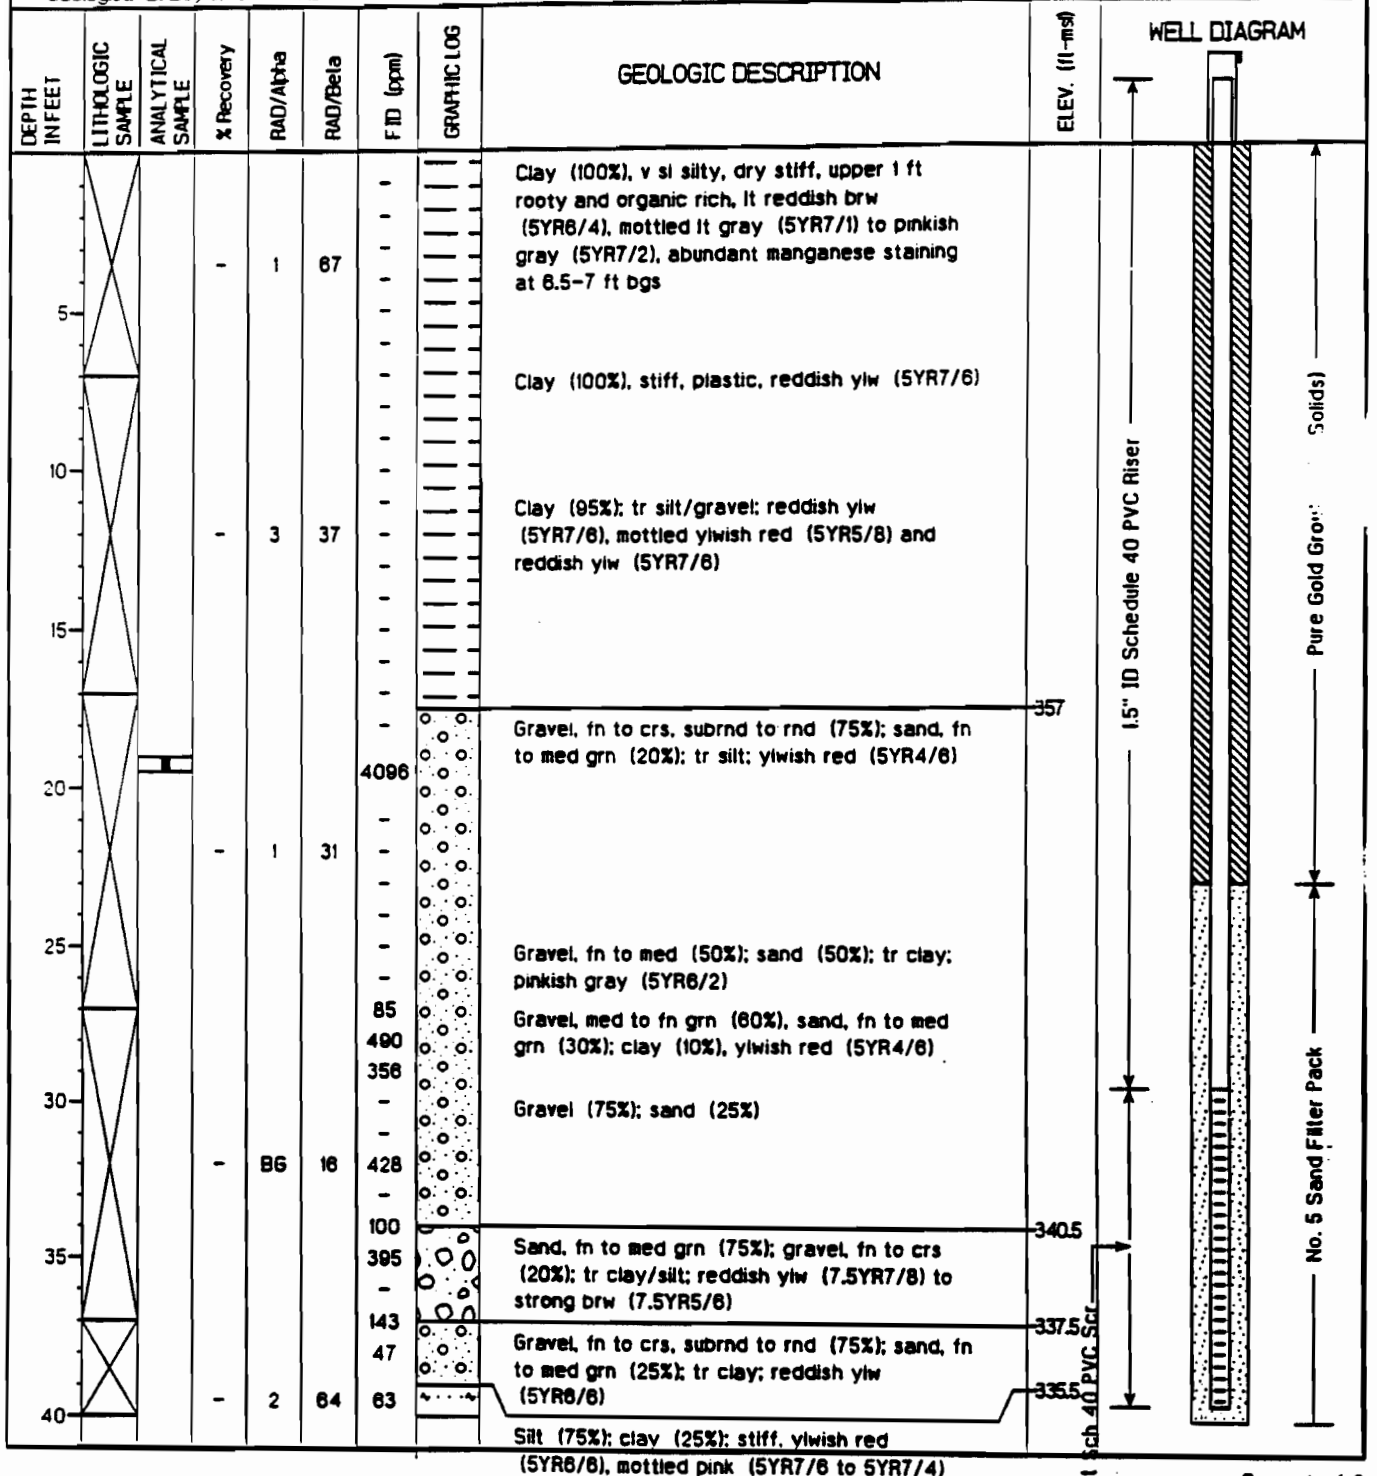 WELL DIAGRAM
DEPTH IN FEET
LITHOLOGIC SAMPLE
ANALYTICAL SAMPLE
% Recovery
RAD/Alpha
RAD/Beta
FID (ppm)
GRAPHIC LOG
GEOLOGIC DESCRIPTION
ELEV. (ft-msl)
Clay (100%), v sl silty, dry stiff, upper 1 ft
rooty and organic rich, lt reddish brw
(5YR6/4), mottled lt gray (5YR7/1) to pinkish
gray (5YR7/2), abundant manganese staining
at 6.5-7 ft bgs
- 1 67
5
Clay (100%), stiff, plastic, reddish ylw (5YR7/6)
10
Clay (95%); tr silt/gravel; reddish ylw
(5YR7/6), mottled ylwish red (5YR5/8) and
reddish ylw (5YR7/6)
- 3 37
15
357
Gravel, fn to crs, subrnd to rnd (75%); sand, fn
to med grn (20%); tr silt; ylwish red (5YR4/6)
4096
20
- 1 31
25
Gravel, fn to med (50%); sand (50%); tr clay;
pinkish gray (5YR6/2)
85
Gravel, med to fn grn (60%), sand, fn to med
490
grn (30%); clay (10%), ylwish red (5YR4/6)
356
30
Gravel (75%); sand (25%)
- BG 16 428
100
340.5
35
395
Sand, fn to med grn (75%); gravel, fn to crs
(20%); tr clay/silt; reddish ylw (7.5YR7/8) to
strong brw (7.5YR5/6)
143
337.5
47
Gravel, fn to crs, subrnd to rnd (75%); sand, fn
to med grn (25%); tr clay; reddish ylw
(5YR6/6)
335.5
- 2 64 63
40
Silt (75%); clay (25%); stiff, ylwish red
(5YR6/6), mottled pink (5YR7/6 to 5YR7/4)
1.5" ID Schedule 40 PVC Riser
t Sch 40 PVC Scr
Pure Gold Grou Solids)
No. 5 Sand Filter Pack